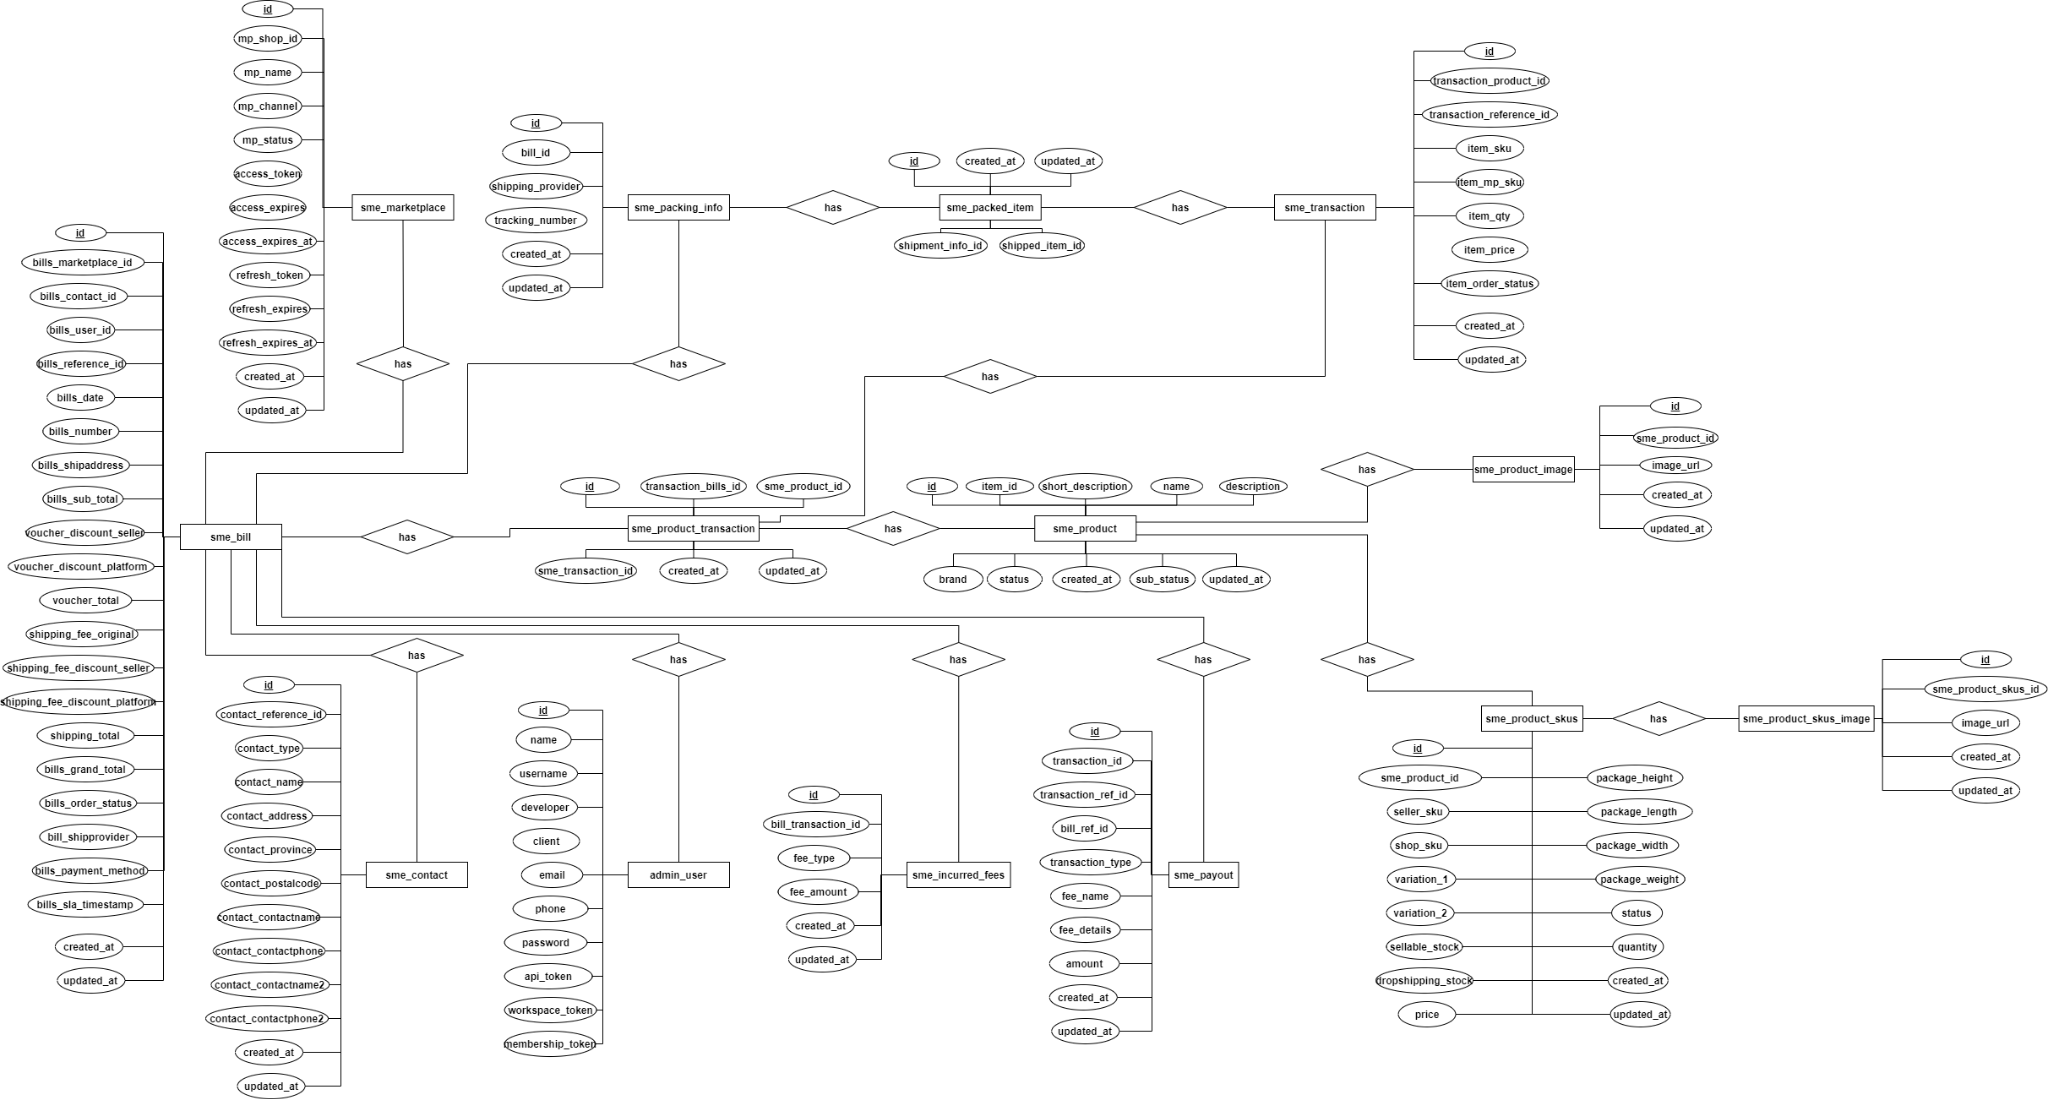 id
mp_shop_id
mp_name
mp_channel
mp_status
access_token
access_expires
access_expires_at
refresh_token
refresh_expires
refresh_expires_at
created_at
updated_at
sme_marketplace
has
id
bill_id
shipping_provider
tracking_number
created_at
updated_at
sme_packing_info
has
has
id
created_at
updated_at
sme_packed_item
shipment_info_id
shipped_item_id
has
sme_transaction
id
transaction_product_id
transaction_reference_id
item_sku
item_mp_sku
item_qty
item_price
item_order_status
created_at
updated_at
has
id
bills_marketplace_id
bills_contact_id
bills_user_id
bills_reference_id
bills_date
bills_number
bills_shipaddress
bills_sub_total
voucher_discount_seller
voucher_discount_platform
voucher_total
shipping_fee_original
shipping_fee_discount_seller
shipping_fee_discount_platform
shipping_total
bills_grand_total
bills_order_status
bill_shipprovider
bills_payment_method
bills_sla_timestamp
created_at
updated_at
sme_bill
has
id
transaction_bills_id
sme_product_id
sme_product_transaction
sme_transaction_id
created_at
updated_at
has
id
item_id
short_description
name
description
sme_product
brand
status
created_at
sub_status
updated_at
has
sme_product_image
id
sme_product_id
image_url
created_at
updated_at
has
has
has
has
has
id
contact_reference_id
contact_type
contact_name
contact_address
contact_province
contact_postalcode
contact_contactname
contact_contactphone
contact_contactname2
contact_contactphone2
created_at
updated_at
sme_contact
id
name
username
developer
client
email
phone
password
api_token
workspace_token
membership_token
admin_user
id
bill_transaction_id
fee_type
fee_amount
created_at
updated_at
sme_incurred_fees
id
transaction_id
transaction_ref_id
bill_ref_id
transaction_type
fee_name
fee_details
amount
created_at
updated_at
sme_payout
sme_product_skus
has
sme_product_skus_image
id
sme_product_skus_id
image_url
created_at
updated_at
id
sme_product_id
package_height
seller_sku
package_length
shop_sku
package_width
variation_1
package_weight
variation_2
status
sellable_stock
quantity
dropshipping_stock
created_at
price
updated_at